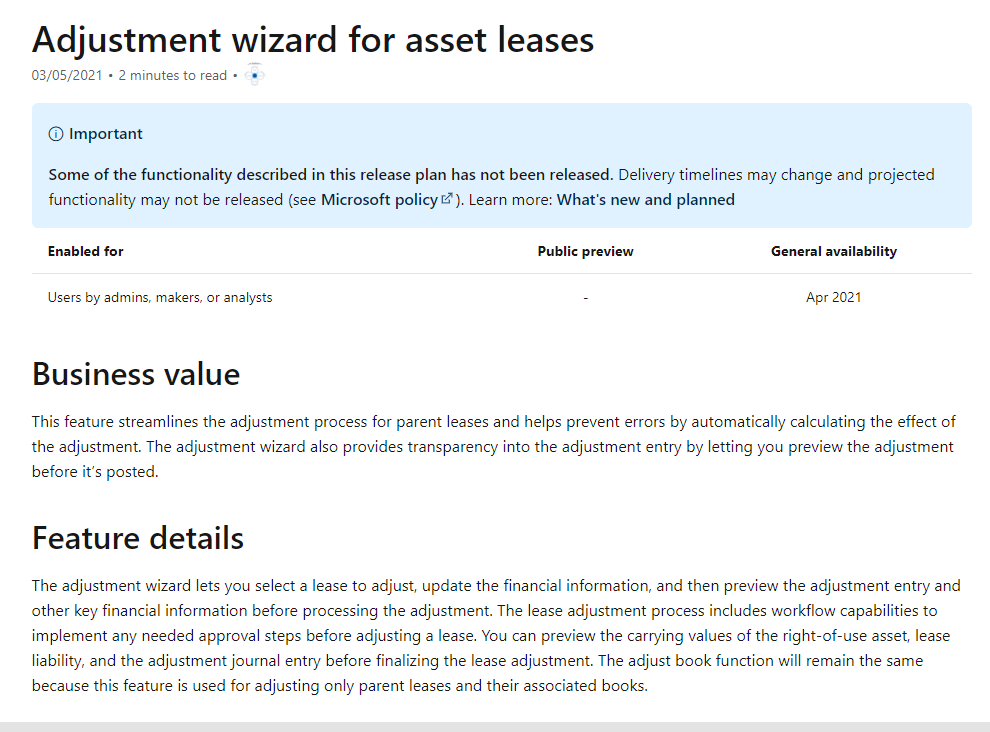 Adjustment wizard for asset leases
03/05/2021 • 2 minutes to read •
Important
Some of the functionality described in this release plan has not been released. Delivery timelines may change and projected
functionality may not be released (see Microsoft policy). Learn more: What's new and planned
Enabled for Public preview General availability
Users by admins, makers, or analysts - Apr 2021
Business value
This feature streamlines the adjustment process for parent leases and helps prevent errors by automatically calculating the effect of
the adjustment. The adjustment wizard also provides transparency into the adjustment entry by letting you preview the adjustment
before it’s posted.
Feature details
The adjustment wizard lets you select a lease to adjust, update the financial information, and then preview the adjustment entry and
other key financial information before processing the adjustment. The lease adjustment process includes workflow capabilities to
implement any needed approval steps before adjusting a lease. You can preview the carrying values of the right-of-use asset, lease
liability, and the adjustment journal entry before finalizing the lease adjustment. The adjust book function will remain the same
because this feature is used for adjusting only parent leases and their associated books.